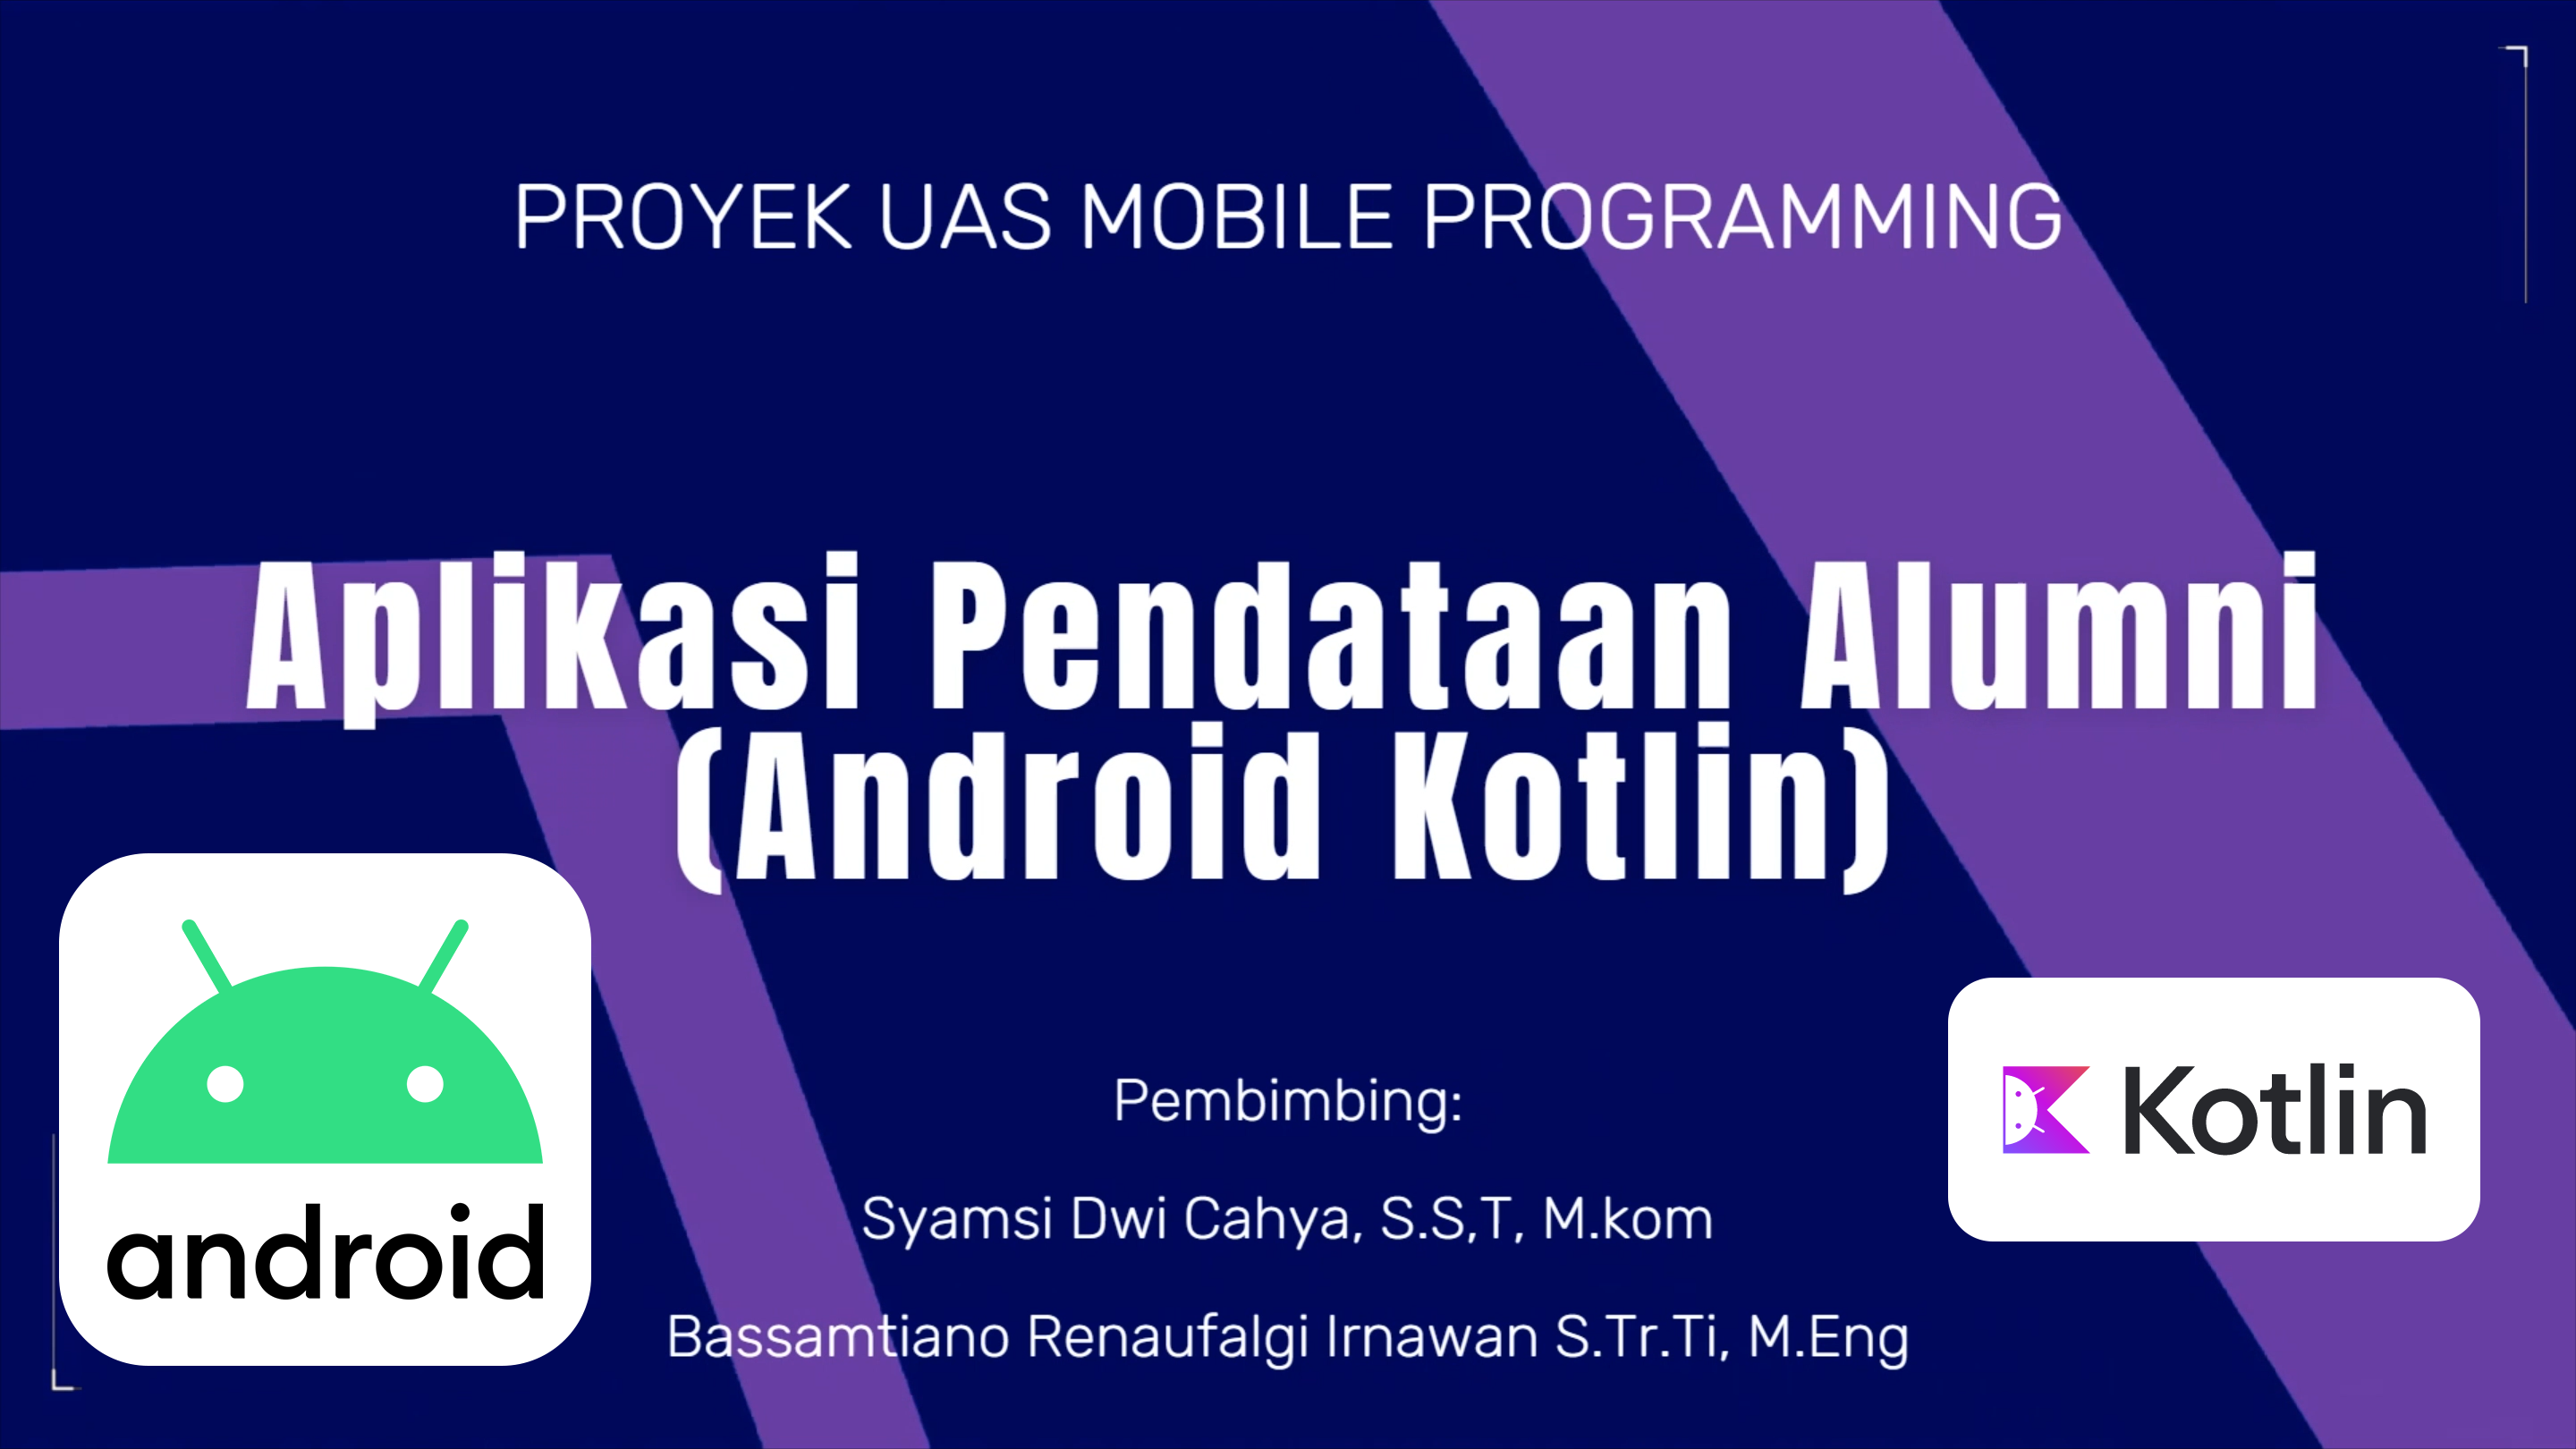 PROYEK UAS MOBILE PROGRAMMING
Aplikasi Pendataan Alumni
(Android Kotlin)
android
Kotlin
Pembimbing:
Syamsi Dwi Cahya, S.S,T, M.kom
Bassamtiano Renaufalgi Irnawan S.Tr.Ti, M.Eng